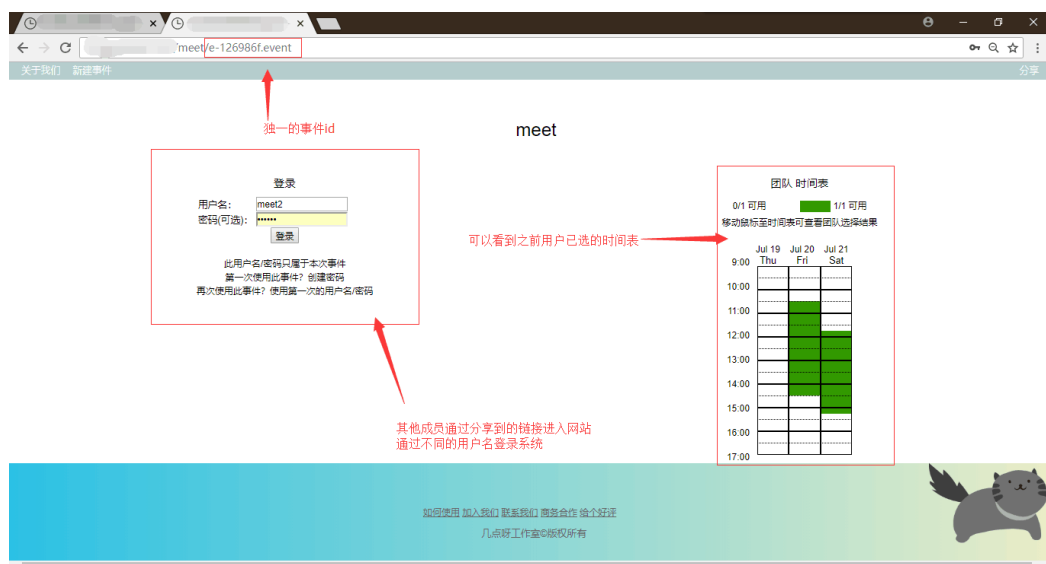 /meet/e-126986f.event
关于我们 新建事件
分享
独一的事件id
meet
登录
用户名：
meet2
密码(可选)：
••••••
登录
此用户名/密码只属于本次事件
第一次使用此事件？创建密码
再次使用此事件？使用第一次的用户名/密码
团队 时间表
0/1 可用 1/1 可用
移动鼠标至时间表可查看团队选择结果
可以看到之前用户已选的时间表
Jul 19 Jul 20 Jul 21
Thu Fri Sat
9:00
10:00
11:00
12:00
13:00
14:00
15:00
16:00
17:00
其他成员通过分享到的链接进入网站
通过不同的用户名登录系统
如何使用 加入我们 联系我们 商务合作 给个好评
几点呀工作室©版权所有